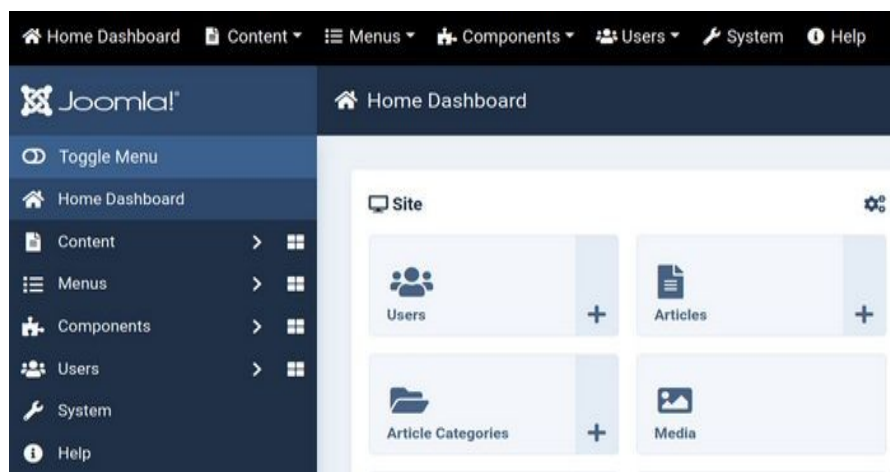 Home Dashboard Content Menus Components Users System Help
Joomla!
Home Dashboard
Toggle Menu
Home Dashboard
Content
Menus
Components
Users
System
Help
Site
Users
Articles
Article Categories
Media